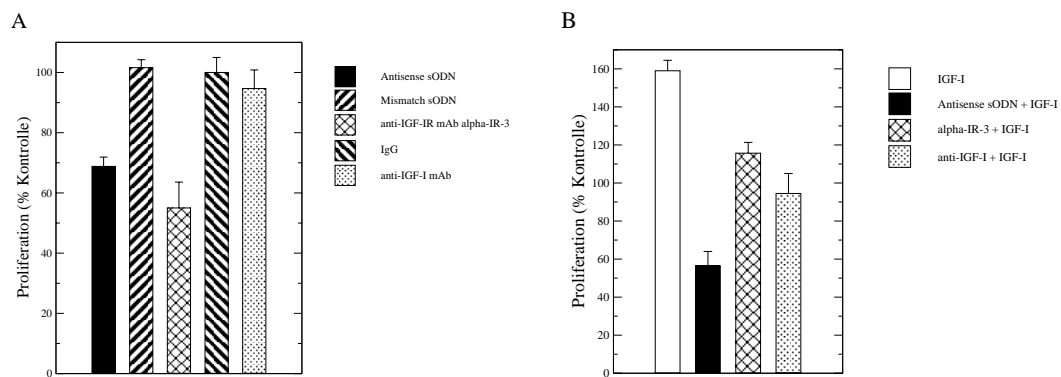 A
100
80
60
40
20
0
Proliferation (% Kontrolle)
Antisense sODN
Mismatch sODN
anti-IGF-IR mAb alpha-IR-3
IgG
anti-IGF-I mAb
B
160
140
120
100
80
60
40
20
0
Proliferation (% Kontrolle)
IGF-I
Antisense sODN + IGF-I
alpha-IR-3 + IGF-I
anti-IGF-I + IGF-I